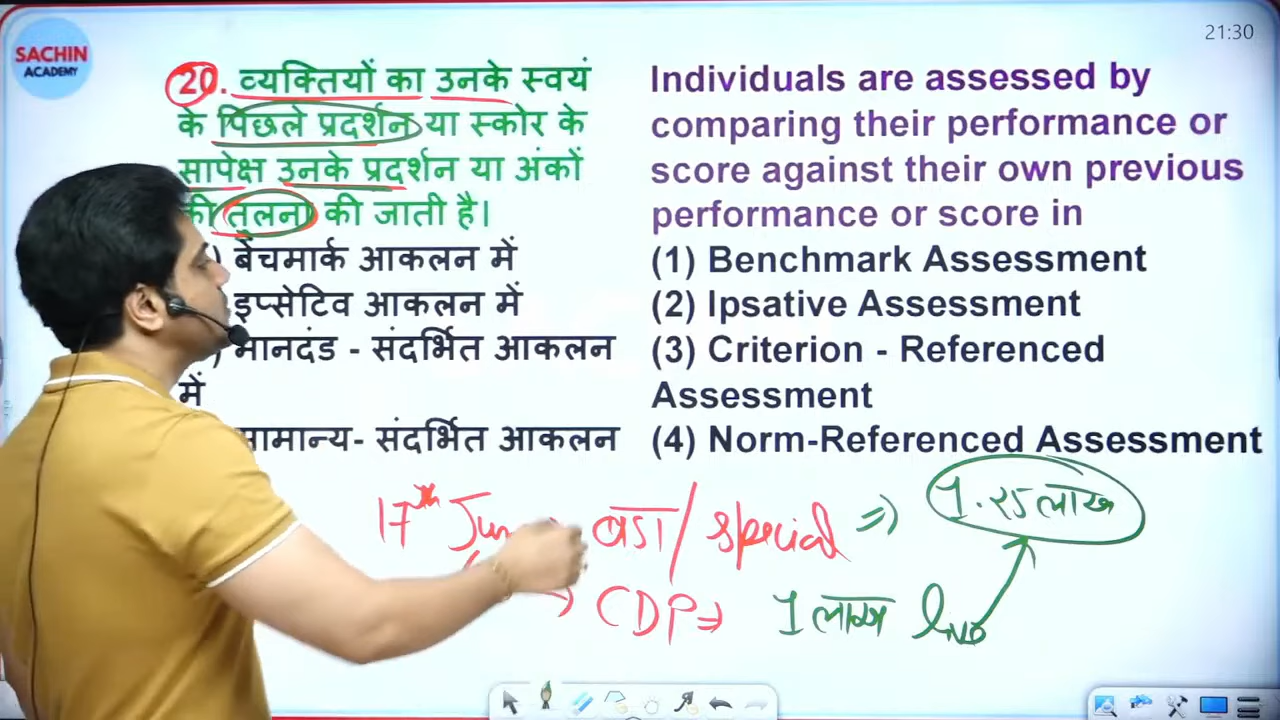 21:30
SACHIN
ACADEMY
20. व्यक्तियों का उनके स्वयं
के पिछले प्रदर्शन या स्कोर के
सापेक्ष उनके प्रदर्शन या अंकों
की तुलना की जाती है।
) बेंचमार्क आकलन में
) इप्सेटिव आकलन में
) मानदंड - संदर्भित आकलन
में
सामान्य- संदर्भित आकलन
Individuals are assessed by
comparing their performance or
score against their own previous
performance or score in
(1) Benchmark Assessment
(2) Ipsative Assessment
(3) Criterion - Referenced
Assessment
(4) Norm-Referenced Assessment
17th Jun बडा / special ⇒ 1.25 लाख
CDP ⇒ 1 लाख